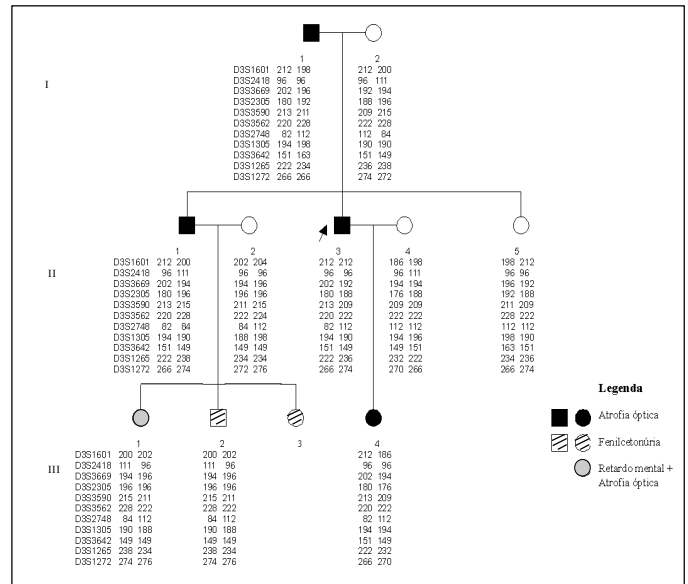 1 2
D3S1601 212 198 212 200
D3S2418 96 96 96 111
I D3S3669 202 196 192 194
D3S2305 180 192 188 196
D3S3590 213 211 209 215
D3S3562 220 228 222 228
D3S2748 82 112 112 84
D3S1305 194 198 190 190
D3S3642 151 163 151 149
D3S1265 222 234 236 238
D3S1272 266 266 274 272
1 2 3 4 5
D3S1601 212 200 202 204 212 212 186 198 198 212
II D3S2418 96 111 96 96 96 96 96 111 96 96
D3S3669 202 194 194 196 202 192 194 194 196 192
D3S2305 180 196 196 196 180 188 176 188 192 188
D3S3590 213 215 211 215 213 209 209 209 211 209
D3S3562 220 228 222 224 220 222 222 222 228 222
D3S2748 82 84 84 112 82 112 112 112 112 112
D3S1305 194 190 188 198 194 190 194 196 198 190
D3S3642 151 149 149 149 151 149 149 151 163 151
D3S1265 222 238 234 234 222 236 232 222 234 236
D3S1272 266 274 272 276 266 274 270 266 266 274
Legenda
Atrofia óptica
Fenilcetonúria
Retardo mental +
Atrofia óptica
1 2 3 4
D3S1601 200 202 200 202 212 186
III D3S2418 111 96 111 96 96 96
D3S3669 194 196 194 196 202 194
D3S2305 196 196 196 196 180 176
D3S3590 215 211 215 211 213 209
D3S3562 228 222 228 222 220 222
D3S2748 84 112 84 112 82 112
D3S1305 190 188 190 188 194 194
D3S3642 149 149 149 149 151 149
D3S1265 238 234 238 234 222 232
D3S1272 274 276 274 276 266 270